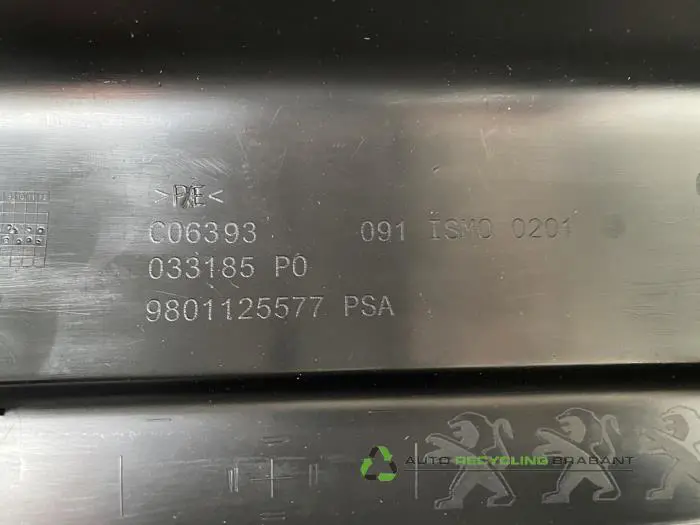 >PE<
C06393 091 ISMO 0201
033185 P0
9801125577 PSA
AUTO RECYCLING BRABANT